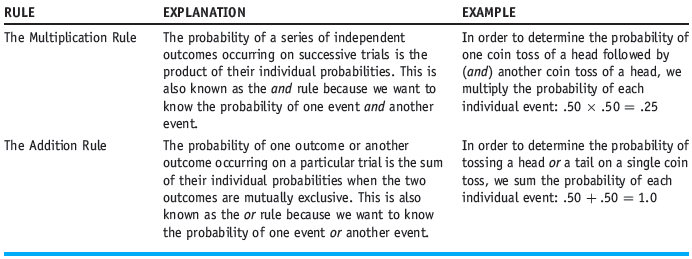 RULE EXPLANATION EXAMPLE
The Multiplication Rule The probability of a series of independent In order to determine the probability of
outcomes occurring on successive trials is the one coin toss of a head followed by
product of their individual probabilities. This is (and) another coin toss of a head, we
also known as the and rule because we want to multiply the probability of each
know the probability of one event and another individual event: .50 × .50 = .25
event.
The Addition Rule The probability of one outcome or another In order to determine the probability of
outcome occurring on a particular trial is the sum tossing a head or a tail on a single coin
of their individual probabilities when the two toss, we sum the probability of each
outcomes are mutually exclusive. This is also individual event: .50 + .50 = 1.0
known as the or rule because we want to know
the probability of one event or another event.